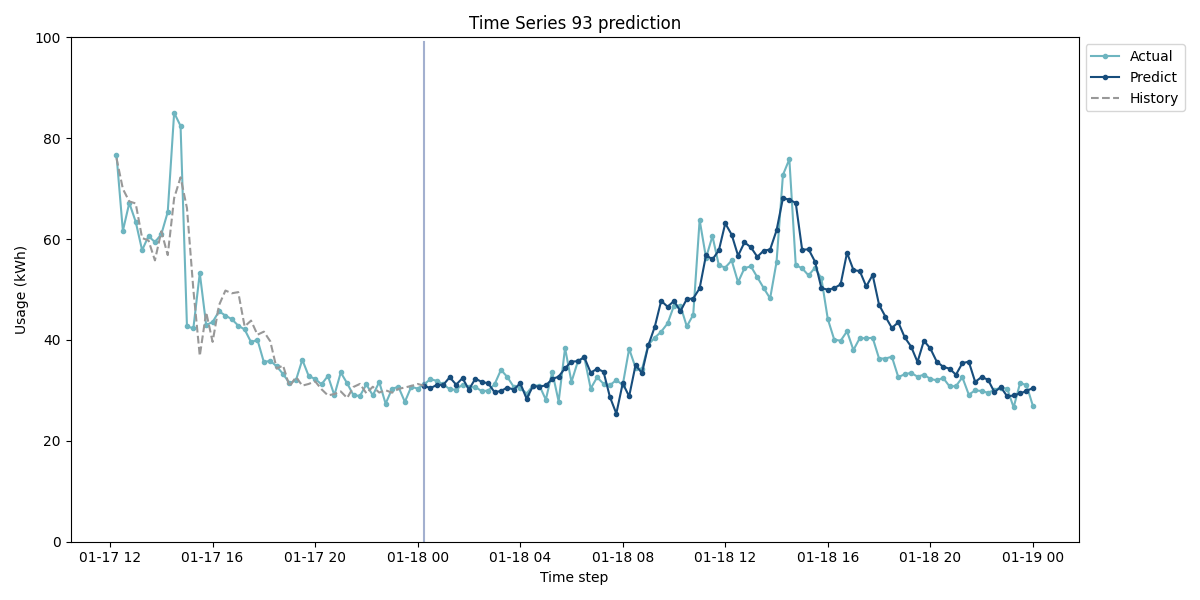 Time Series 93 prediction
Usage (kWh)
100
80
60
40
20
0
01-17 12
01-17 16
01-17 20
01-18 00
01-18 04
01-18 08
01-18 12
01-18 16
01-18 20
01-19 00
Time step
Actual
Predict
History